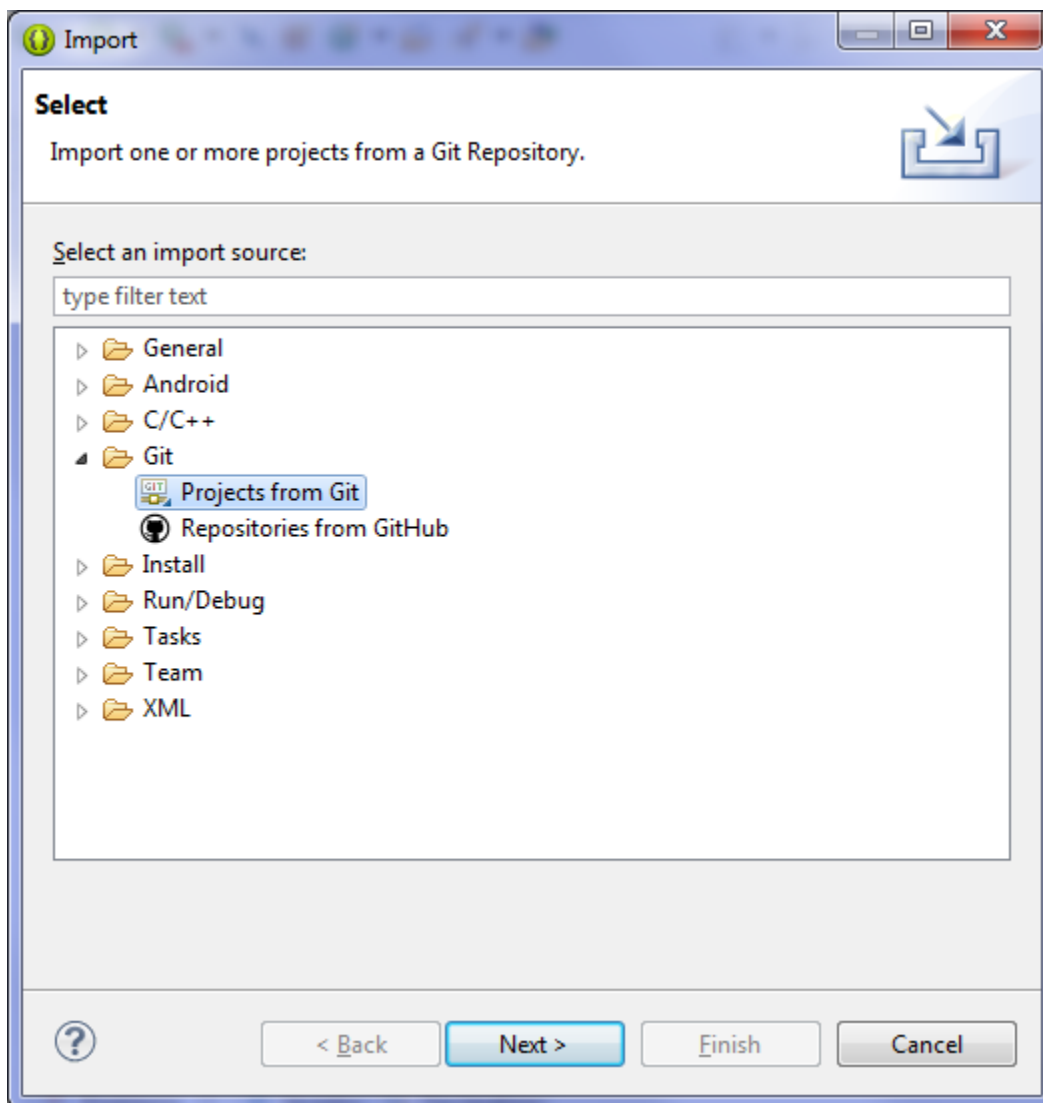 Import
Select
Import one or more projects from a Git Repository.
Select an import source:
type filter text
General
Android
C/C++
Git
GIT Projects from Git
Repositories from GitHub
Install
Run/Debug
Tasks
Team
XML
? < Back Next > Finish Cancel